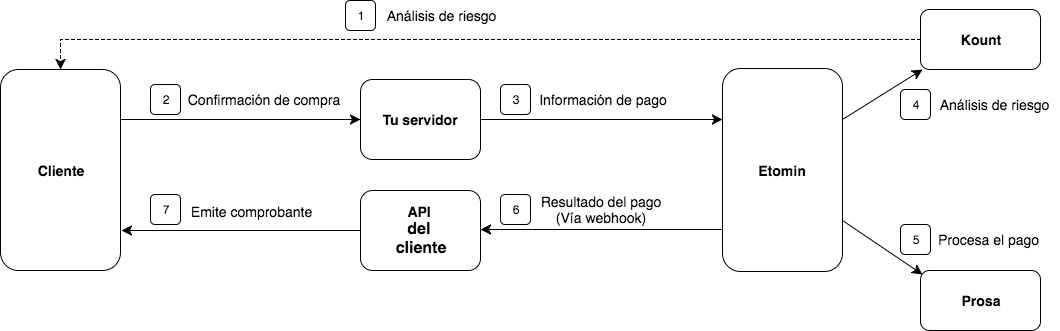 1 Análisis de riesgo
Kount
2 Confirmación de compra
3 Información de pago
4 Análisis de riesgo
Tu servidor
Cliente
Etomin
7 Emite comprobante
API
del
cliente
6 Resultado del pago
(Vía webhook)
5 Procesa el pago
Prosa